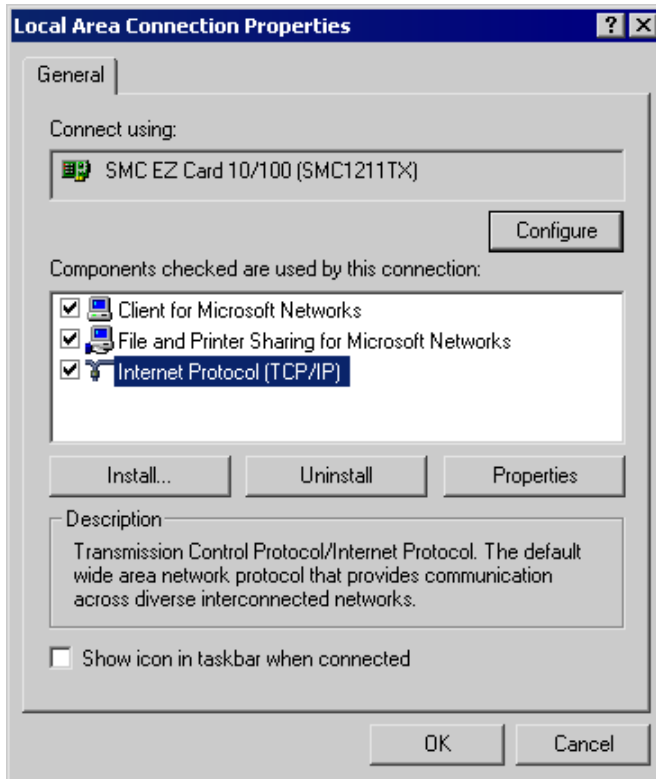 Local Area Connection Properties
General
Connect using:
SMC EZ Card 10/100 (SMC1211TX)
Configure
Components checked are used by this connection:
Client for Microsoft Networks
File and Printer Sharing for Microsoft Networks
Internet Protocol (TCP/IP)
Install... Uninstall Properties
Description
Transmission Control Protocol/Internet Protocol. The default
wide area network protocol that provides communication
across diverse interconnected networks.
Show icon in taskbar when connected
OK Cancel